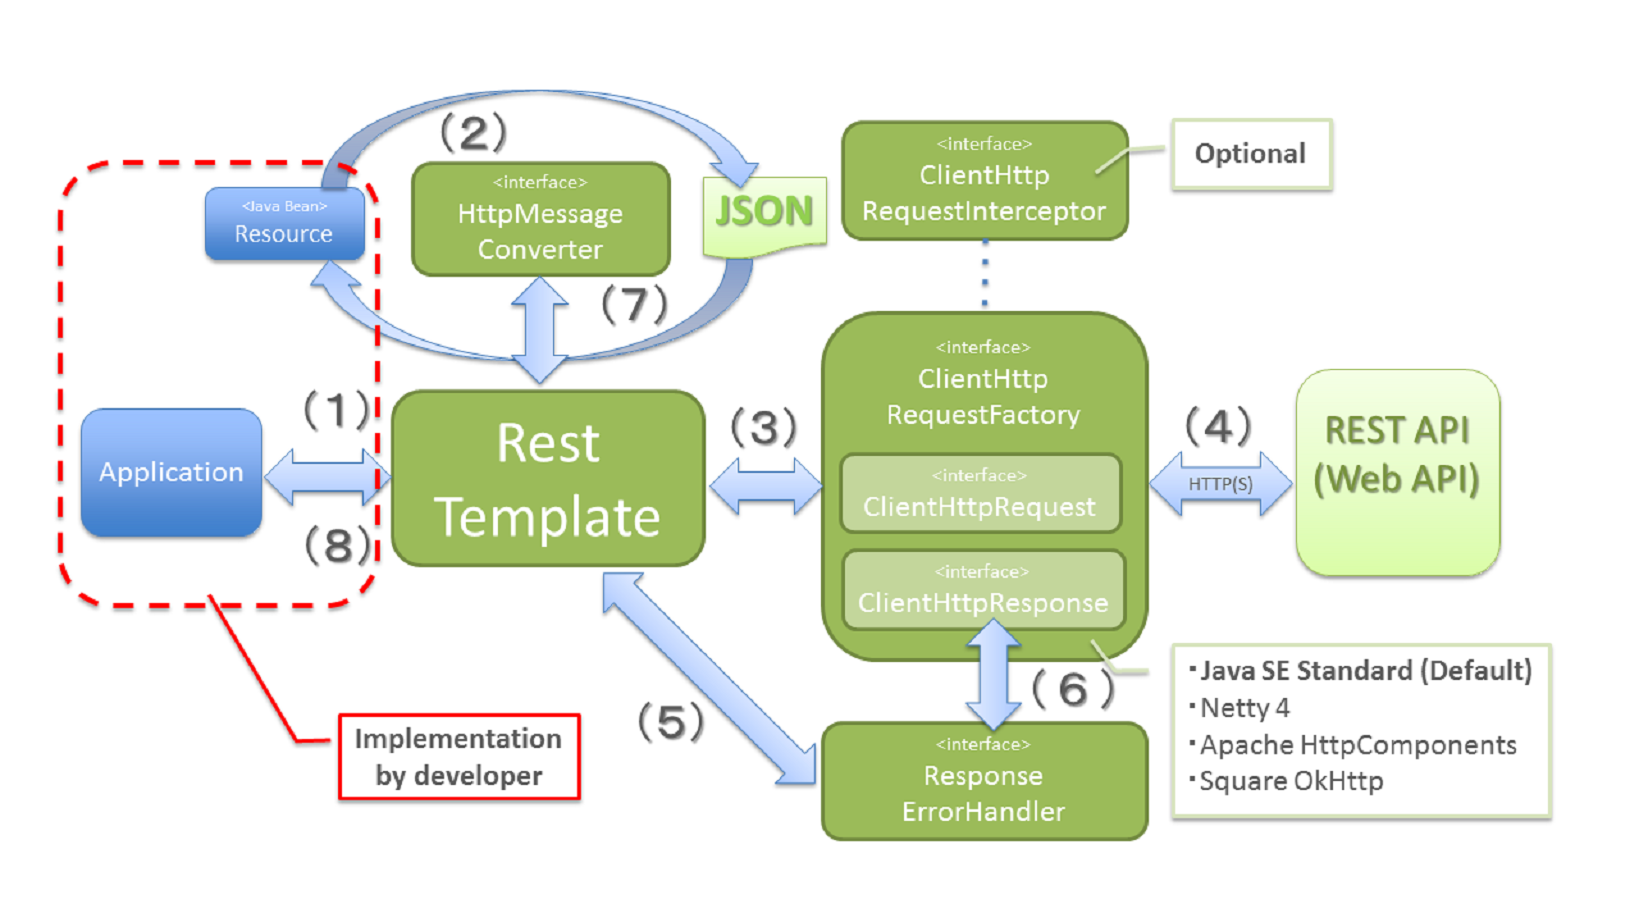 (2)
<interface>
HttpMessage
Converter
<Java Bean>
Resource
JSON
(7)
<interface>
ClientHttp
RequestInterceptor
Optional
(1)
Application
(8)
Rest
Template
(3)
<interface>
ClientHttp
RequestFactory
<interface>
ClientHttpRequest
<interface>
ClientHttpResponse
(4)
HTTP(S)
REST API
(Web API)
(5)
(6)
<interface>
Response
ErrorHandler
Implementation
by developer
・Java SE Standard (Default)
・Netty 4
・Apache HttpComponents
・Square OkHttp